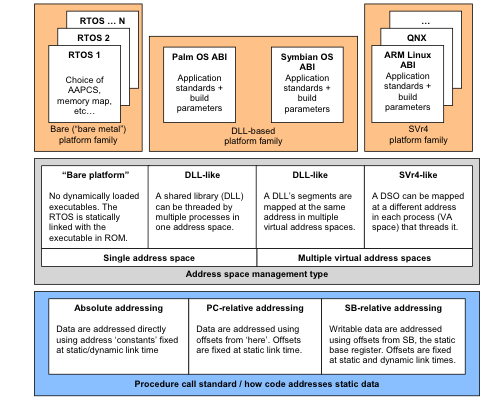 RTOS … N
RTOS 2
RTOS 1
Choice of
AAPCS,
memory map,
etc…
Bare ("bare metal")
platform family
Palm OS ABI
Application
standards +
build
parameters
Symbian OS
ABI
Application
standards +
build
parameters
DLL-based
platform family
…
QNX
ARM Linux
ABI
Application
standards +
build
parameters
SVr4
platform family
“Bare platform”
No dynamically loaded
executables. The
RTOS is statically
linked with the
executable in ROM.
DLL-like
A shared library (DLL)
can be threaded by
multiple processes in
one address space.
DLL-like
A DLL’s segments are
mapped at the same
address in multiple
virtual address spaces.
SVr4-like
A DSO can be mapped
at a different address
in each process (VA
space) that threads it.
Single address space
Multiple virtual address spaces
Address space management type
Absolute addressing
Data are addressed directly
using address ‘constants’ fixed
at static/dynamic link time
PC-relative addressing
Data are addressed using
offsets from ‘here’. Offsets
are fixed at static link time.
SB-relative addressing
Writable data are addressed
using offsets from SB, the static
base register. Offsets are fixed
at static and dynamic link times.
Procedure call standard / how code addresses static data